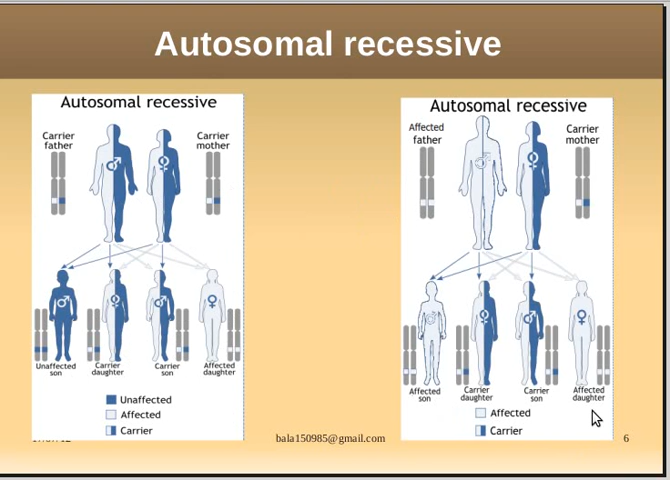 Autosomal recessive
Autosomal recessive
Carrier father
Carrier mother
Unaffected son
Carrier daughter
Carrier son
Affected daughter
Unaffected
Affected
Carrier
Autosomal recessive
Affected father
Carrier mother
Affected son
Carrier daughter
Carrier son
Affected daughter
Affected
Carrier
bala150985@gmail.com
6